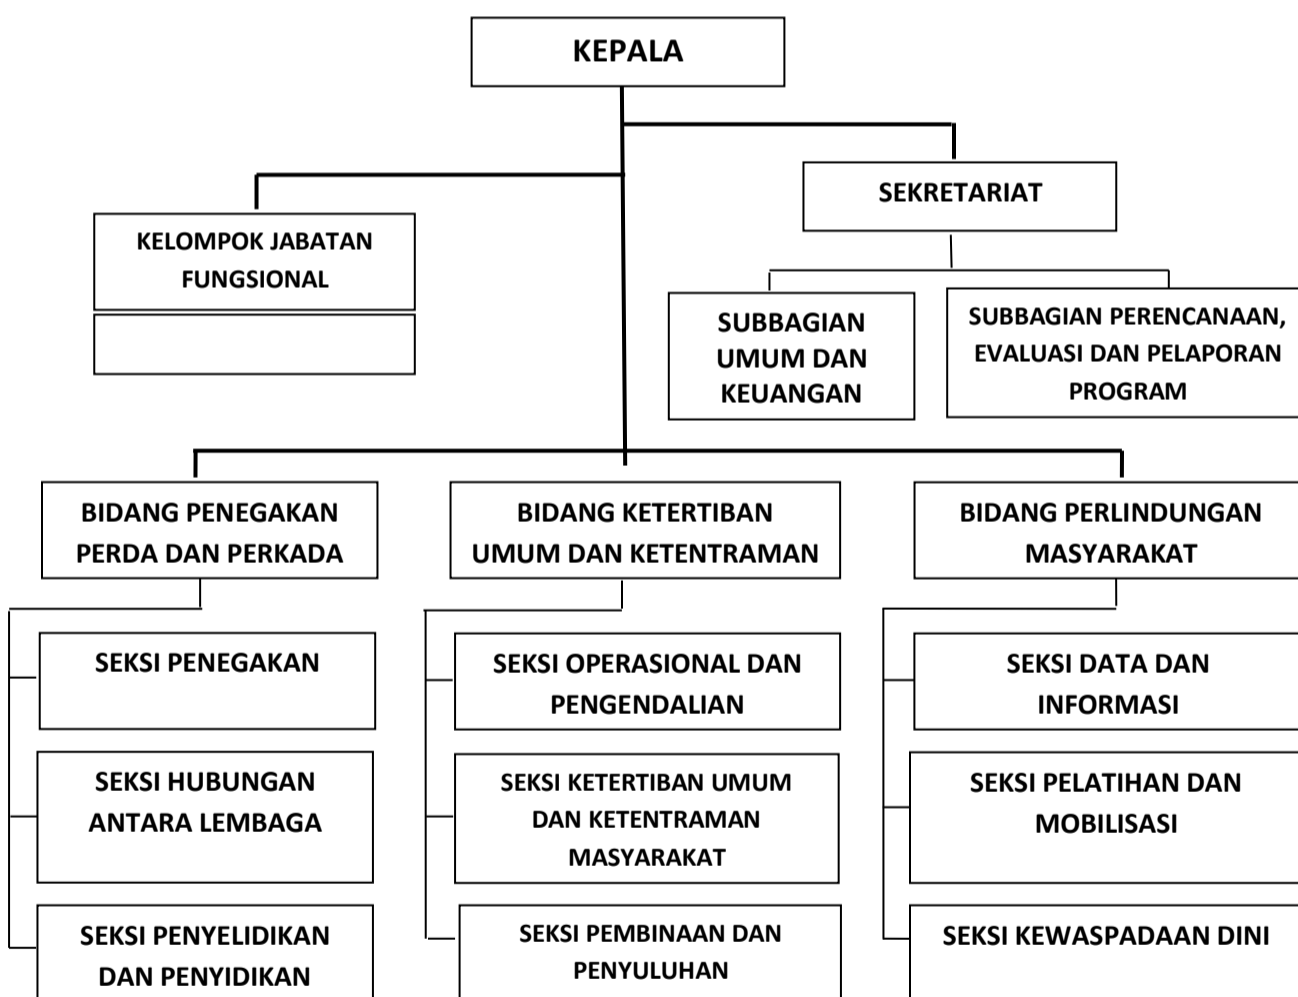 KEPALA
SEKRETARIAT
KELOMPOK JABATAN
FUNGSIONAL
SUBBAGIAN
UMUM DAN
KEUANGAN
SUBBAGIAN PERENCANAAN,
EVALUASI DAN PELAPORAN
PROGRAM
BIDANG PENEGAKAN
PERDA DAN PERKADA
BIDANG KETERTIBAN
UMUM DAN KETENTRAMAN
BIDANG PERLINDUNGAN
MASYARAKAT
SEKSI PENEGAKAN
SEKSI HUBUNGAN
ANTARA LEMBAGA
SEKSI PENYELIDIKAN
DAN PENYIDIKAN
SEKSI OPERASIONAL DAN
PENGENDALIAN
SEKSI KETERTIBAN UMUM
DAN KETENTRAMAN
MASYARAKAT
SEKSI PEMBINAAN DAN
PENYULUHAN
SEKSI DATA DAN
INFORMASI
SEKSI PELATIHAN DAN
MOBILISASI
SEKSI KEWASPADAAN DINI